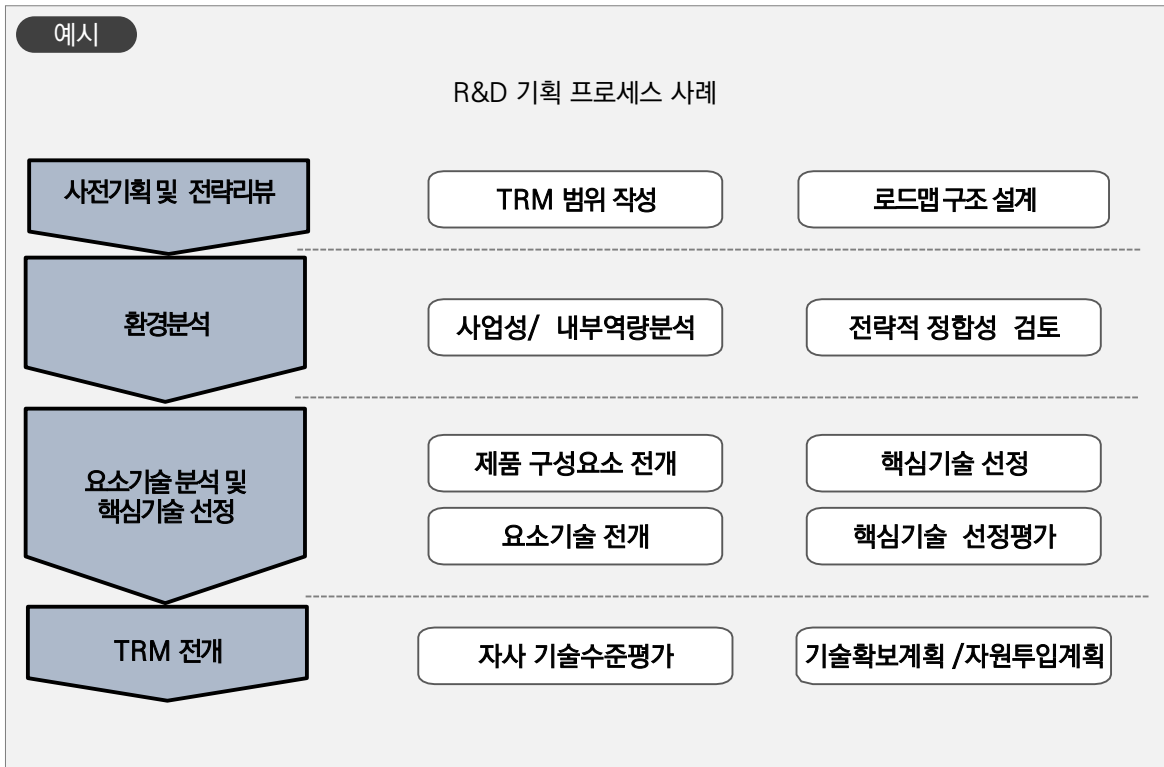 예시
R&D 기획 프로세스 사례
사전기획 및 전략리뷰
TRM 범위 작성
로드맵 구조 설계
환경분석
사업성/ 내부역량분석
전략적 정합성 검토
요소기술 분석 및
핵심기술 선정
제품 구성요소 전개
핵심기술 선정
요소기술 전개
핵심기술 선정평가
TRM 전개
자사 기술수준평가
기술확보계획 /자원투입계획